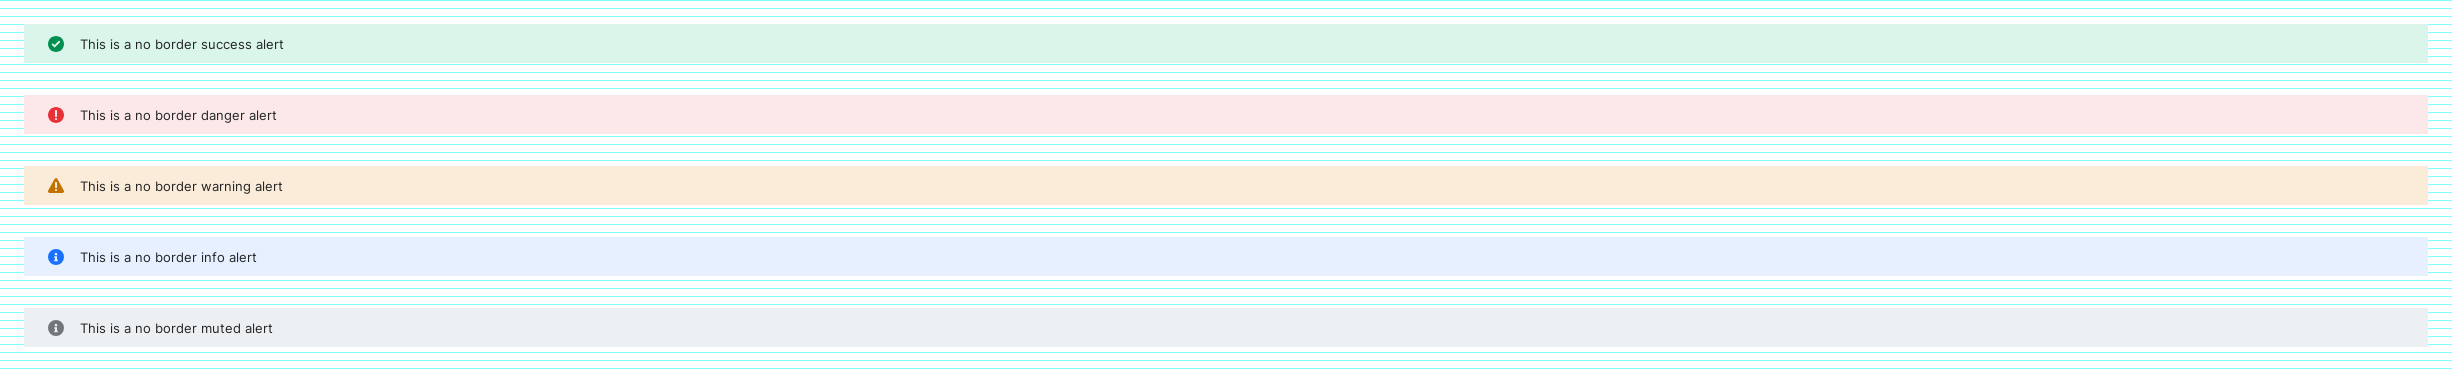 This is a no border success alert
This is a no border danger alert
This is a no border warning alert
This is a no border info alert
This is a no border muted alert